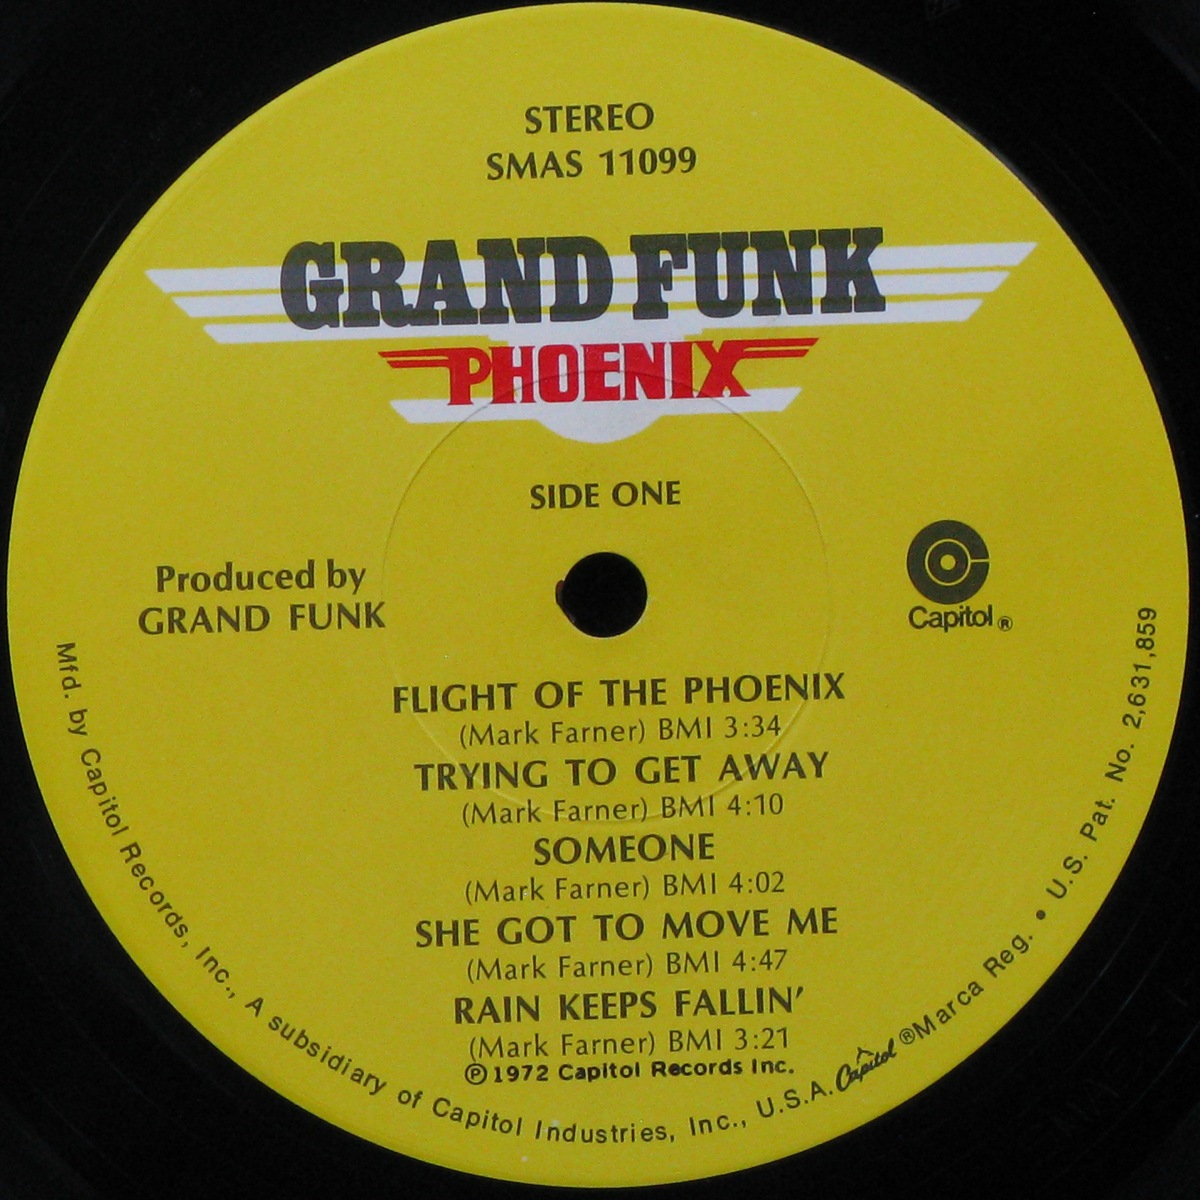 STEREO
SMAS 11099
GRAND FUNK
PHOENIX
SIDE ONE
Produced by
GRAND FUNK
Capitol®
FLIGHT OF THE PHOENIX
(Mark Farner) BMI 3:34
TRYING TO GET AWAY
(Mark Farner) BMI 4:10
SOMEONE
(Mark Farner) BMI 4:02
SHE GOT TO MOVE ME
(Mark Farner) BMI 4:47
RAIN KEEPS FALLIN'
(Mark Farner) BMI 3:21
℗1972 Capitol Records Inc.
Mfd. by Capitol Records, Inc., A subsidiary of Capitol Industries, Inc., U.S.A. Capitol ®Marca Reg. • U.S. Pat. No. 2,631,859